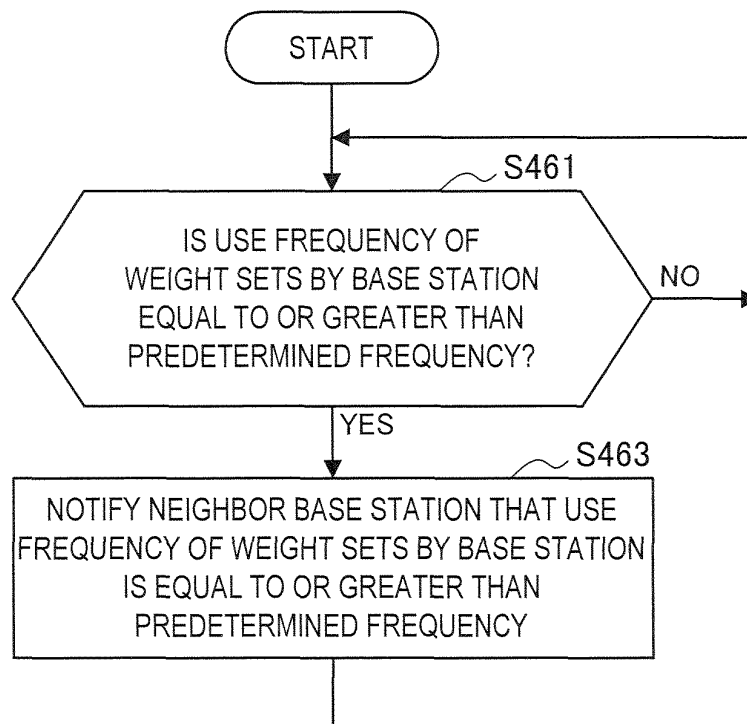 START
S461
IS USE FREQUENCY OF
WEIGHT SETS BY BASE STATION
EQUAL TO OR GREATER THAN
PREDETERMINED FREQUENCY?
NO
YES
S463
NOTIFY NEIGHBOR BASE STATION THAT USE
FREQUENCY OF WEIGHT SETS BY BASE STATION
IS EQUAL TO OR GREATER THAN
PREDETERMINED FREQUENCY